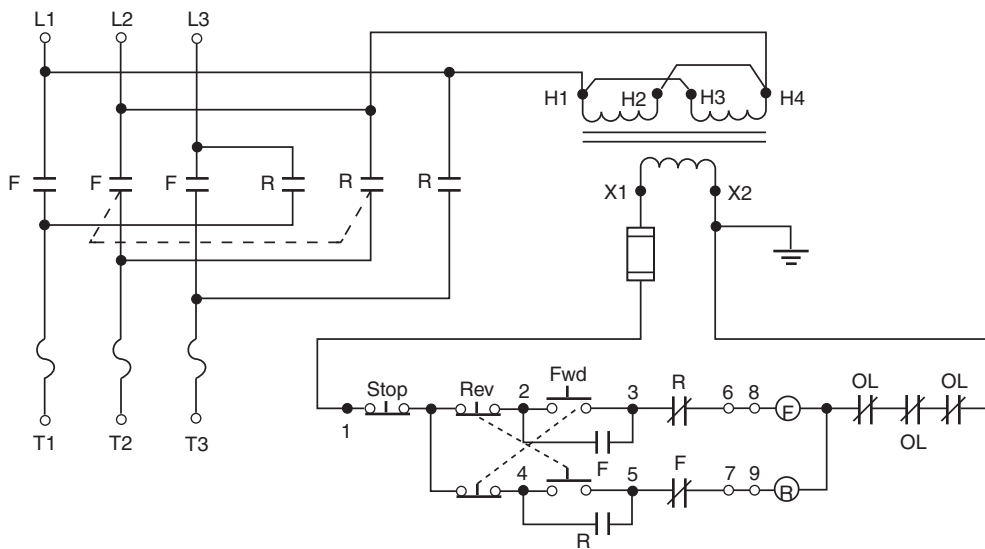 L1 L2 L3
H1 H2 H3 H4
F F F R R R
X1 X2
T1 T2 T3
Stop Rev 2 Fwd 3 R 6 8 F OL OL
1
OL
F
4 5 F 7 9 R
R